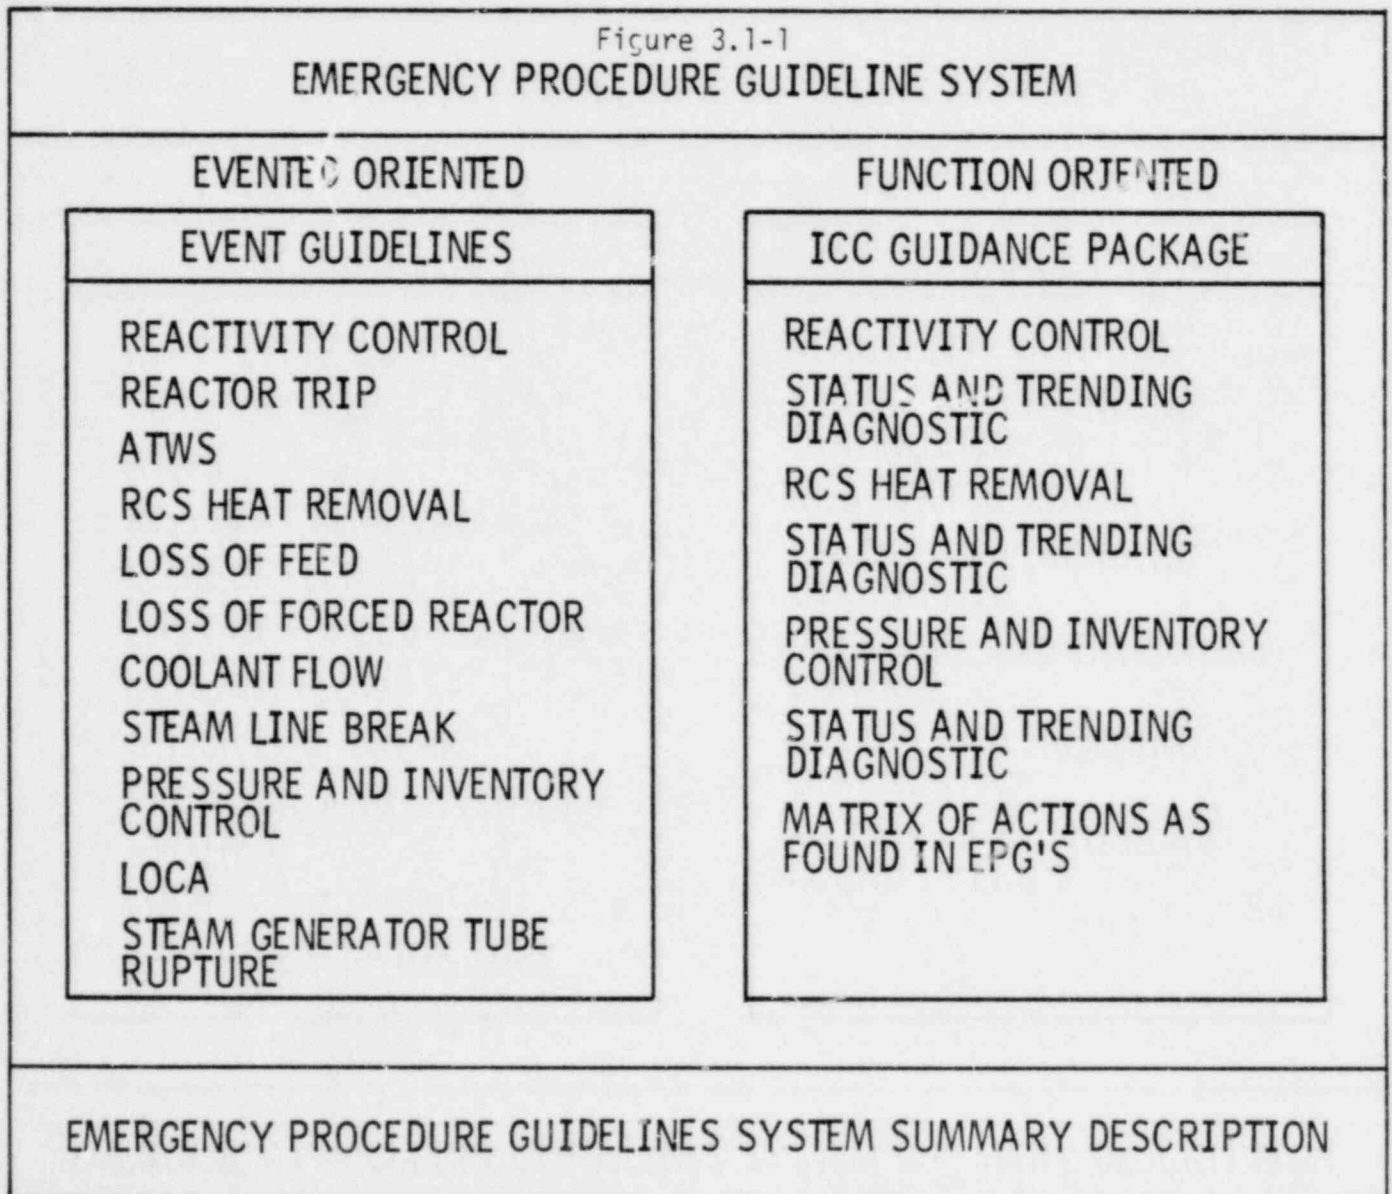 Figure 3.1-1
EMERGENCY PROCEDURE GUIDELINE SYSTEM
EVENTED ORIENTED
EVENT GUIDELINES
REACTIVITY CONTROL
REACTOR TRIP
ATWS
RCS HEAT REMOVAL
LOSS OF FEED
LOSS OF FORCED REACTOR
COOLANT FLOW
STEAM LINE BREAK
PRESSURE AND INVENTORY
CONTROL
LOCA
STEAM GENERATOR TUBE
RUPTURE
FUNCTION ORIENTED
ICC GUIDANCE PACKAGE
REACTIVITY CONTROL
STATUS AND TRENDING
DIAGNOSTIC
RCS HEAT REMOVAL
STATUS AND TRENDING
DIAGNOSTIC
PRESSURE AND INVENTORY
CONTROL
STATUS AND TRENDING
DIAGNOSTIC
MATRIX OF ACTIONS AS
FOUND IN EPG'S
EMERGENCY PROCEDURE GUIDELINES SYSTEM SUMMARY DESCRIPTION